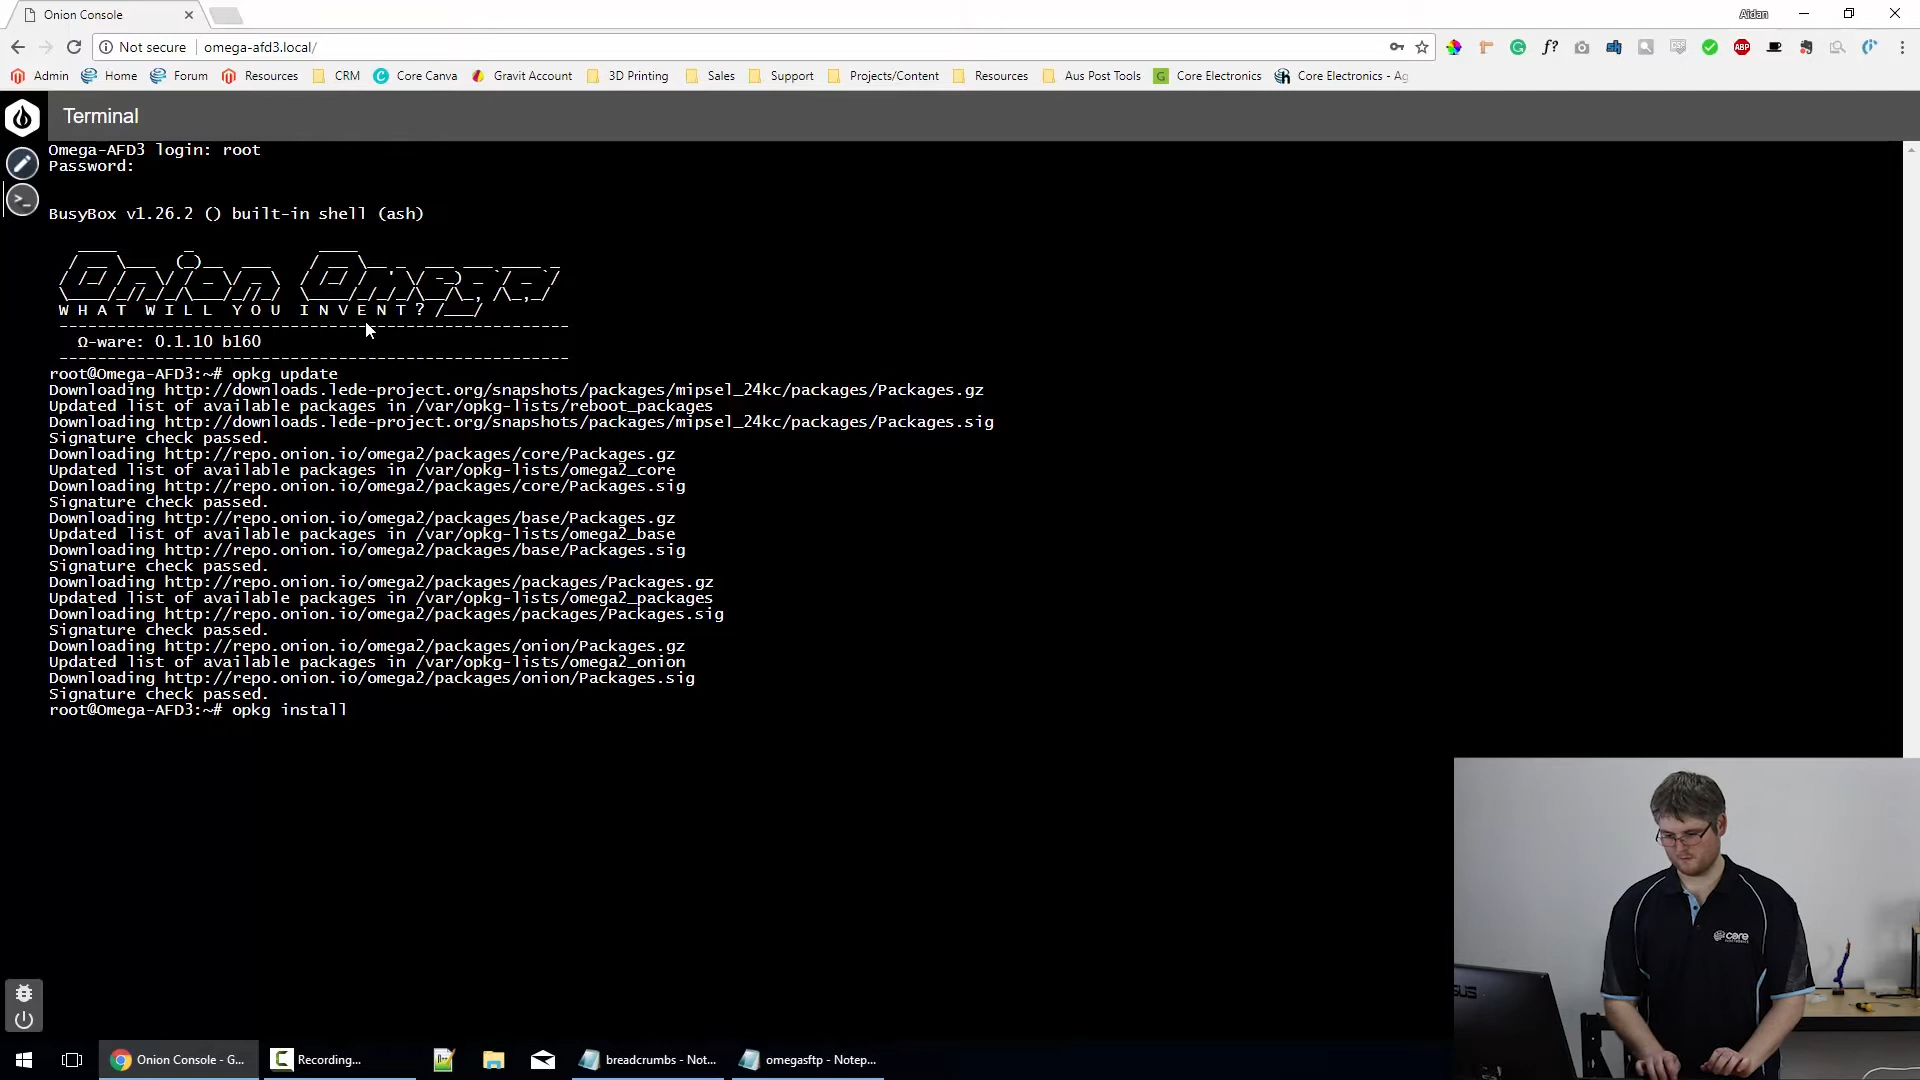 Onion Console
Aidan
Not secure
omega-afd3.local/
f?
ABP
Admin
Home
Forum
Resources
CRM
Core Canva
Gravit Account
3D Printing
Sales
Support
Projects/Content
Resources
Aus Post Tools
Core Electronics
Core Electronics - Ag
Terminal
Omega-AFD3 login: root
Password:
BusyBox v1.26.2 () built-in shell (ash)
Onion Omega
W H A T   W I L L   Y O U   I N V E N T ?
Ω-ware: 0.1.10 b160
root@Omega-AFD3:~# opkg update
Downloading http://downloads.lede-project.org/snapshots/packages/mipsel_24kc/packages/Packages.gz
Updated list of available packages in /var/opkg-lists/reboot_packages
Downloading http://downloads.lede-project.org/snapshots/packages/mipsel_24kc/packages/Packages.sig
Signature check passed.
Downloading http://repo.onion.io/omega2/packages/core/Packages.gz
Updated list of available packages in /var/opkg-lists/omega2_core
Downloading http://repo.onion.io/omega2/packages/core/Packages.sig
Signature check passed.
Downloading http://repo.onion.io/omega2/packages/base/Packages.gz
Updated list of available packages in /var/opkg-lists/omega2_base
Downloading http://repo.onion.io/omega2/packages/base/Packages.sig
Signature check passed.
Downloading http://repo.onion.io/omega2/packages/packages/Packages.gz
Updated list of available packages in /var/opkg-lists/omega2_packages
Downloading http://repo.onion.io/omega2/packages/packages/Packages.sig
Signature check passed.
Downloading http://repo.onion.io/omega2/packages/onion/Packages.gz
Updated list of available packages in /var/opkg-lists/omega2_onion
Downloading http://repo.onion.io/omega2/packages/onion/Packages.sig
Signature check passed.
root@Omega-AFD3:~# opkg install
core
ELECTRONICS
Onion Console - G...
Recording...
breadcrumbs - Not...
omegasftp - Notep...